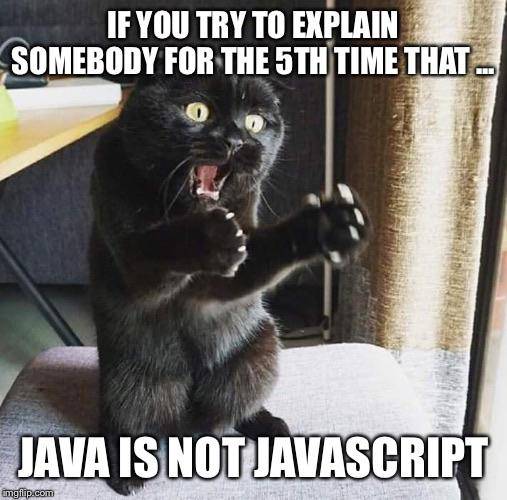 IF YOU TRY TO EXPLAIN
SOMEBODY FOR THE 5TH TIME THAT ...
JAVA IS NOT JAVASCRIPT
imgflip.com